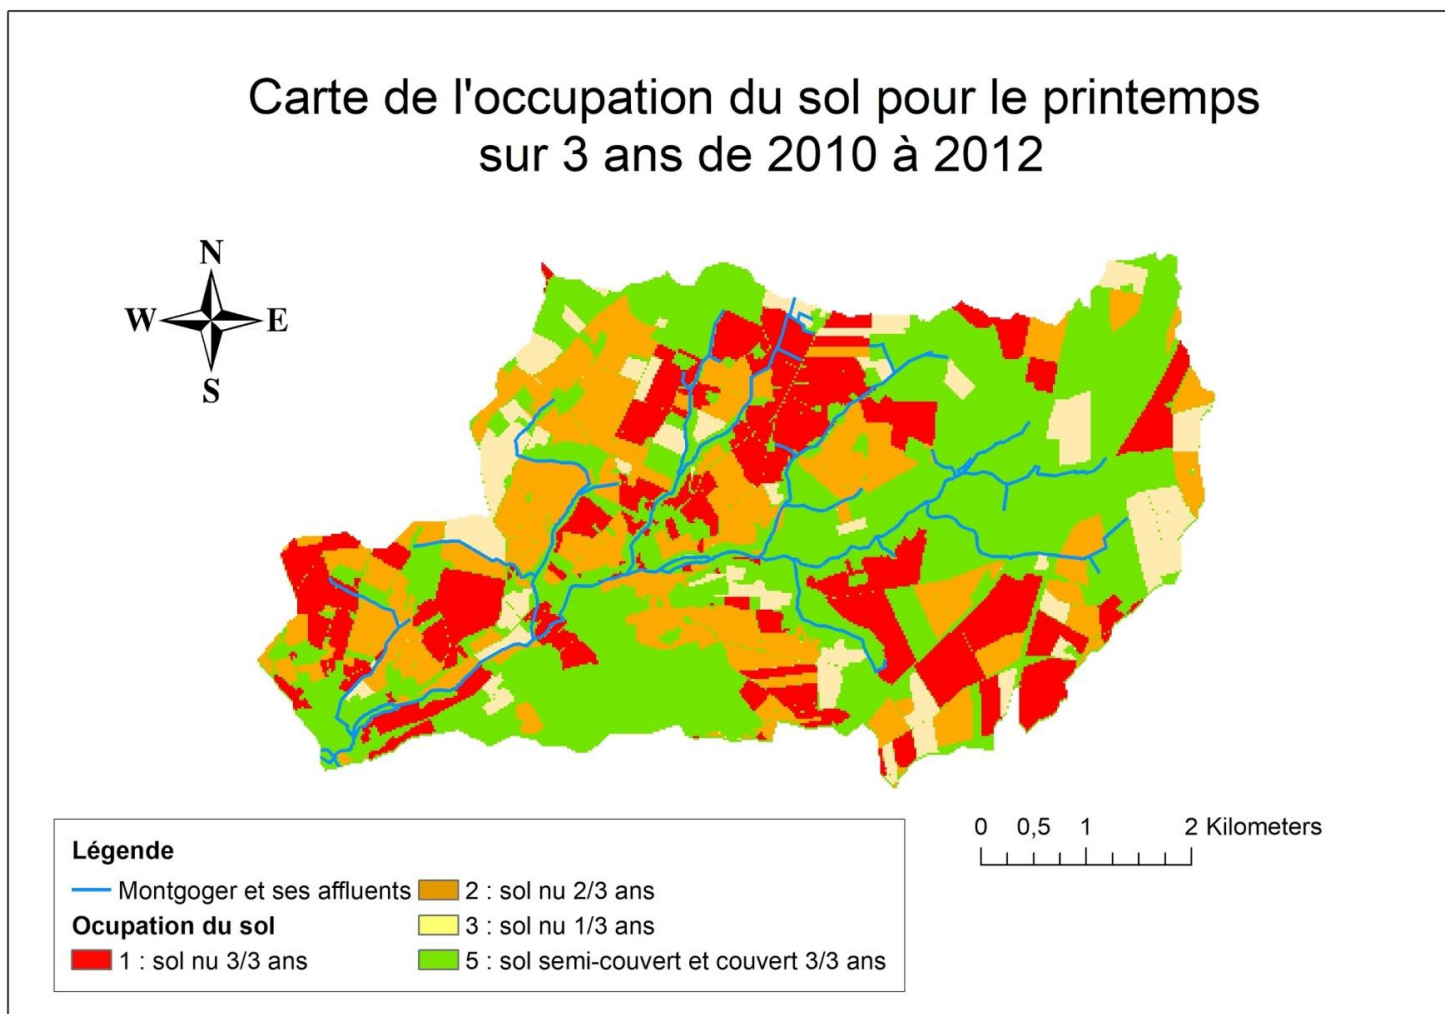 Carte de l'occupation du sol pour le printemps
sur 3 ans de 2010 à 2012
N
W E
S
0 0,5 1 2 Kilometers
Légende
Montgoger et ses affluents
Ocupation du sol
1 : sol nu 3/3 ans
2 : sol nu 2/3 ans
3 : sol nu 1/3 ans
5 : sol semi-couvert et couvert 3/3 ans